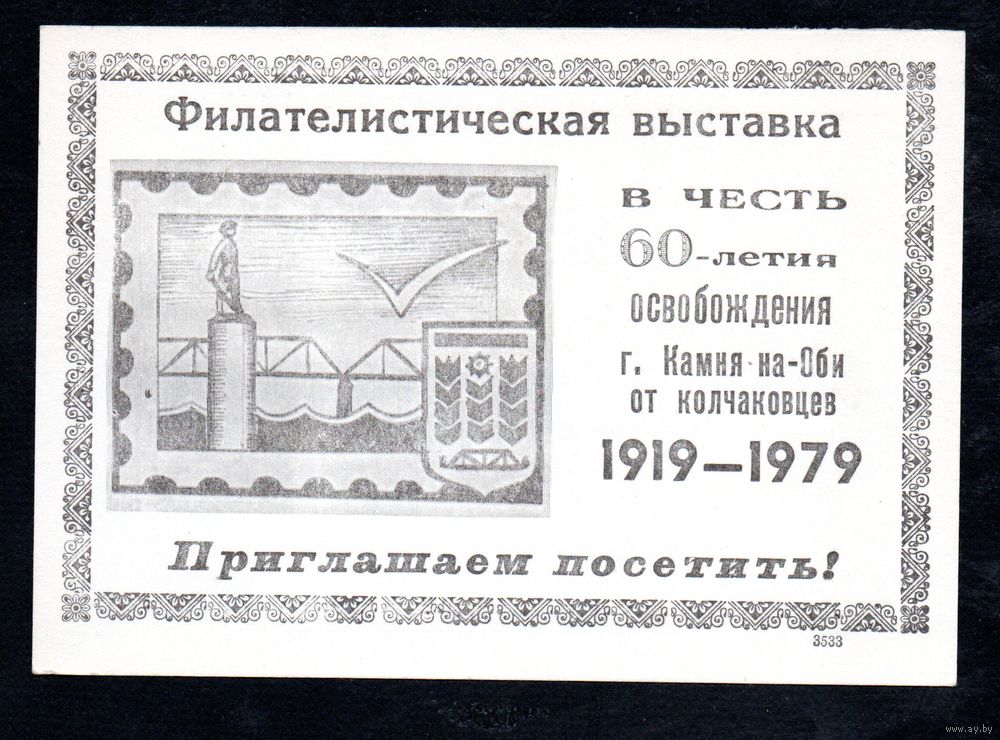 Филателистическая выставка
в честь
60-летия
освобождения
г. Камня-на-Оби
от колчаковцев
1919—1979
Приглашаем посетить!
3533
www.ay.by